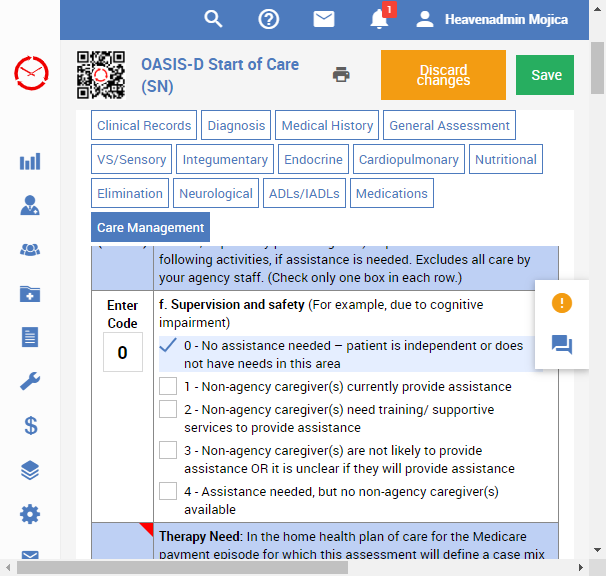 1
Heavenadmin Mojica
OASIS-D Start of Care
(SN)
Discard
changes
Save
Clinical Records
Diagnosis
Medical History
General Assessment
VS/Sensory
Integumentary
Endocrine
Cardiopulmonary
Nutritional
Elimination
Neurological
ADLs/IADLs
Medications
Care Management
following activities, if assistance is needed. Excludes all care by
your agency staff. (Check only one box in each row.)
Enter
Code
0
f. Supervision and safety (For example, due to cognitive
impairment)
0 - No assistance needed – patient is independent or does
not have needs in this area
1 - Non-agency caregiver(s) currently provide assistance
2 - Non-agency caregiver(s) need training/ supportive
services to provide assistance
3 - Non-agency caregiver(s) are not likely to provide
assistance OR it is unclear if they will provide assistance
4 - Assistance needed, but no non-agency caregiver(s)
available
Therapy Need: In the home health plan of care for the Medicare
payment episode for which this assessment will define a case mix